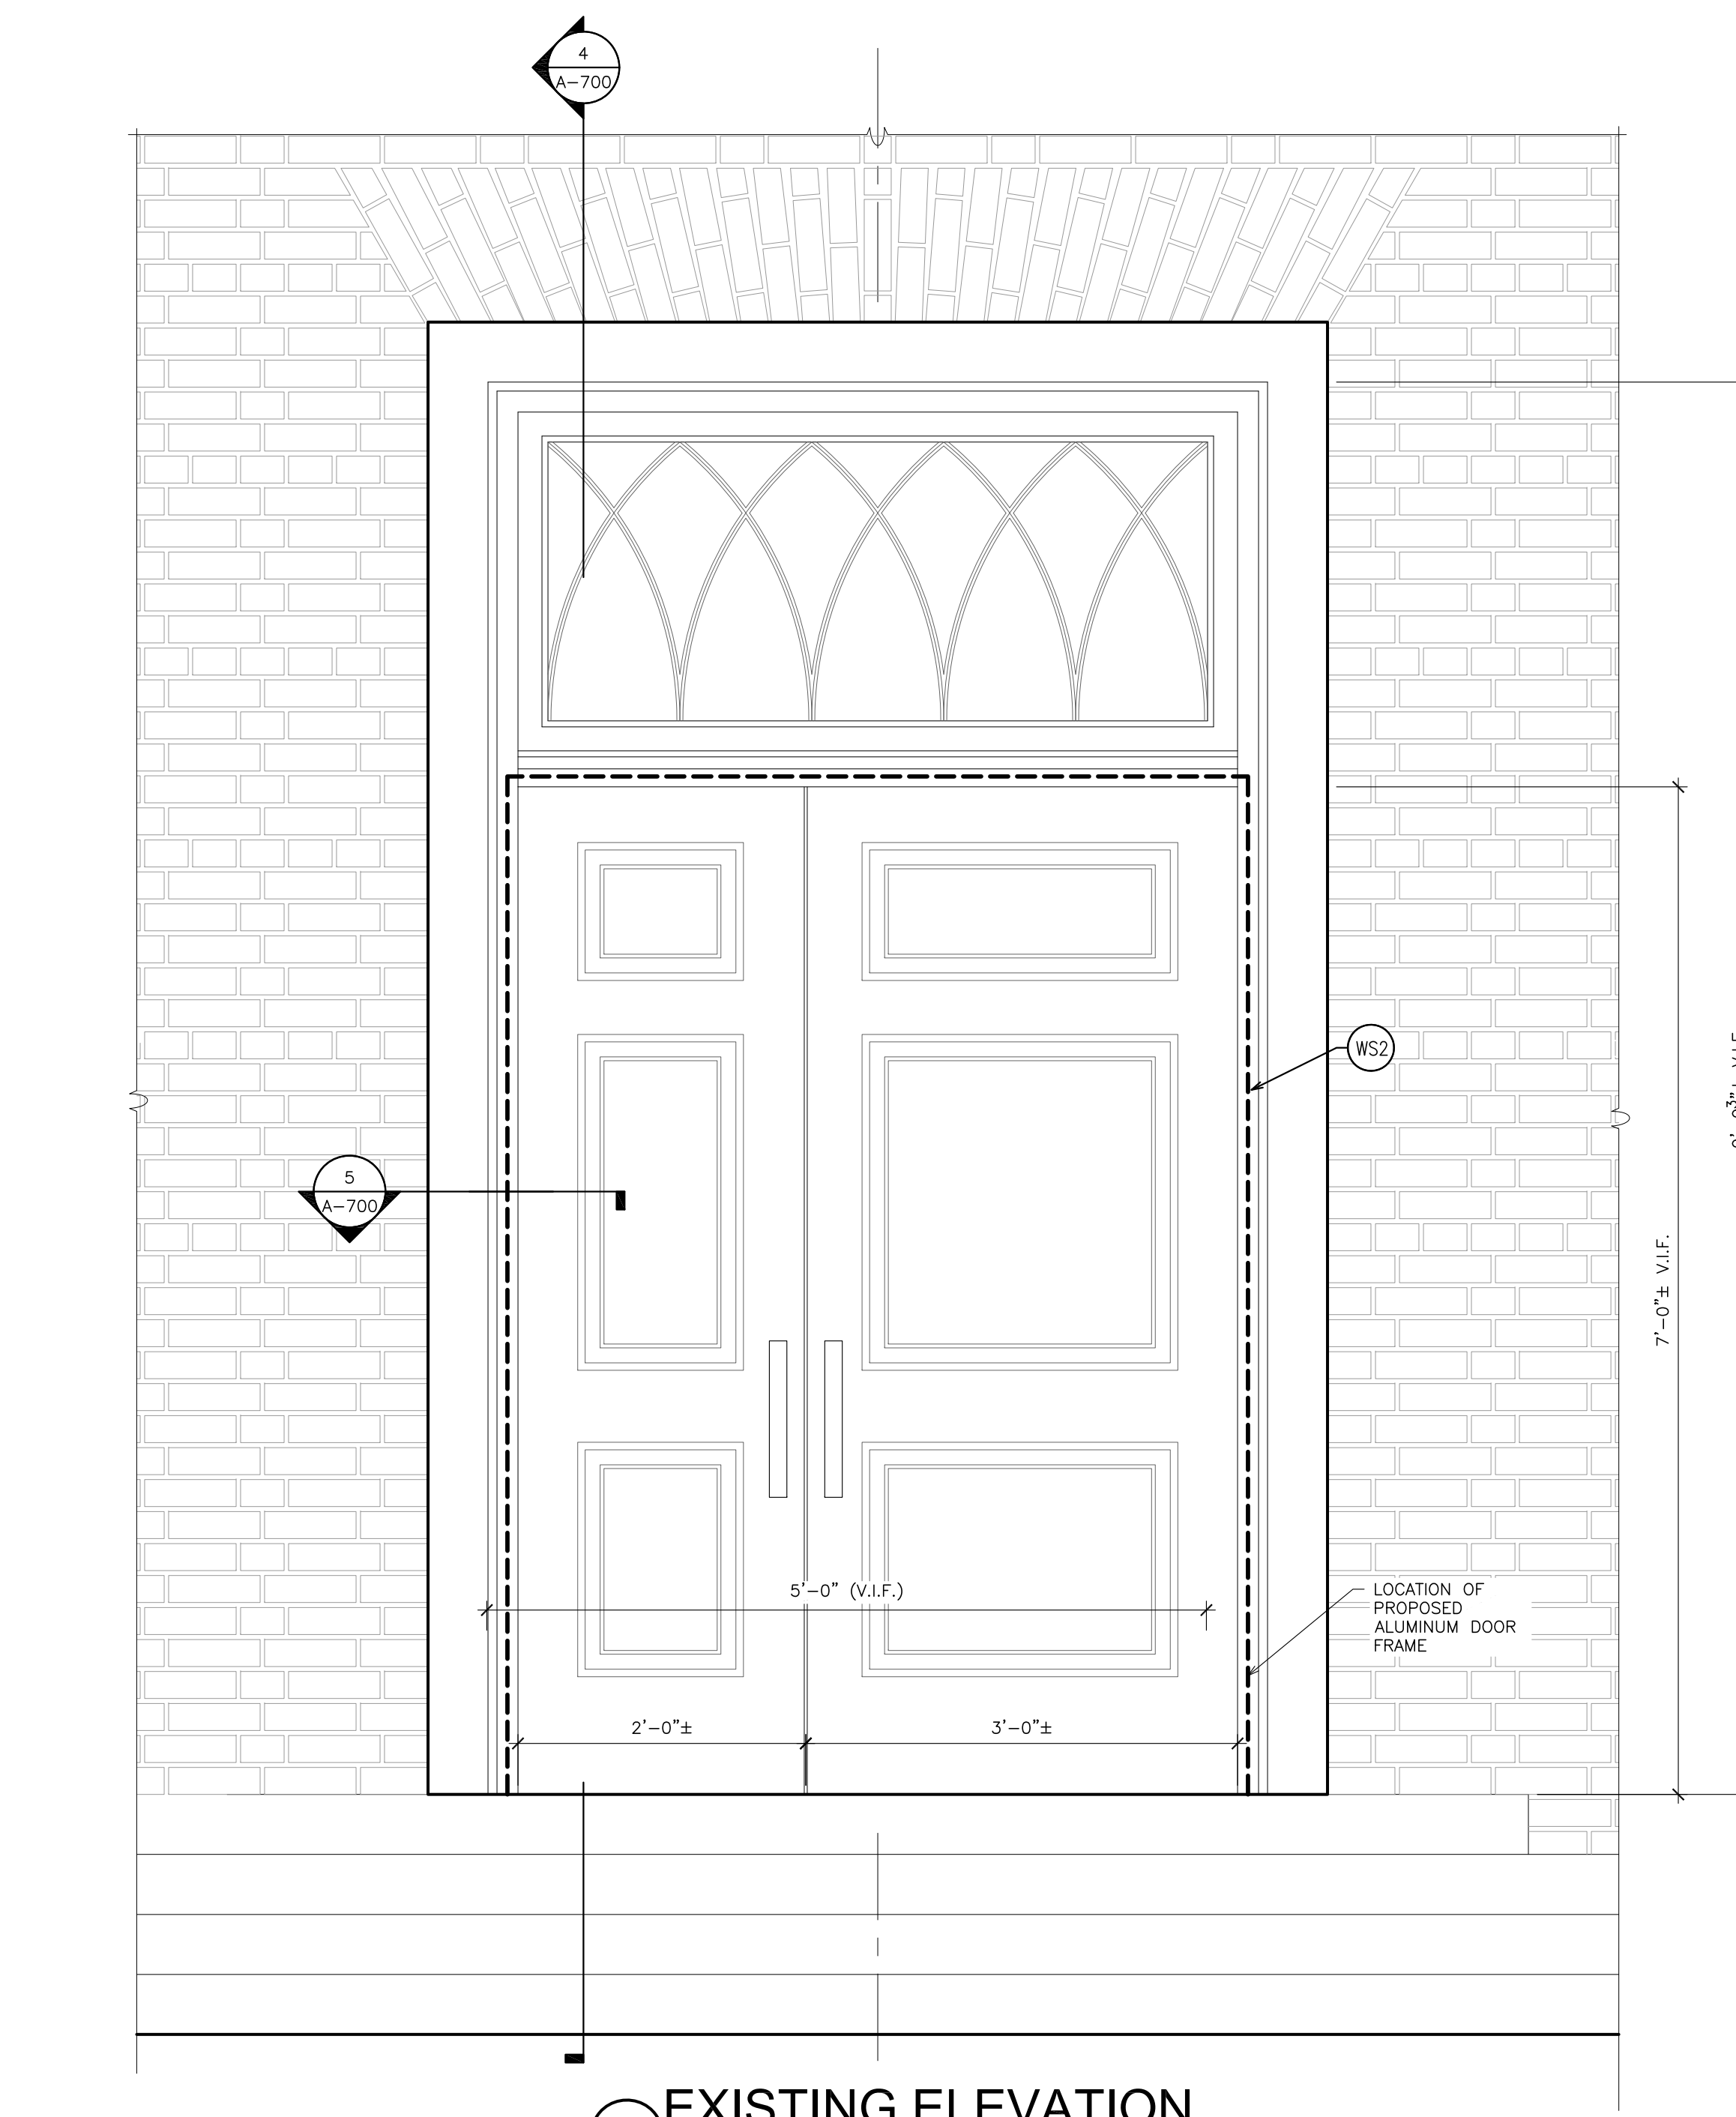 4
A-700
WS2
5
A-700
7'-0"± V.I.F.
5'-0" (V.I.F.)
LOCATION OF
PROPOSED
ALUMINUM DOOR
FRAME
2'-0"±
3'-0"±
EXISTING ELEVATION